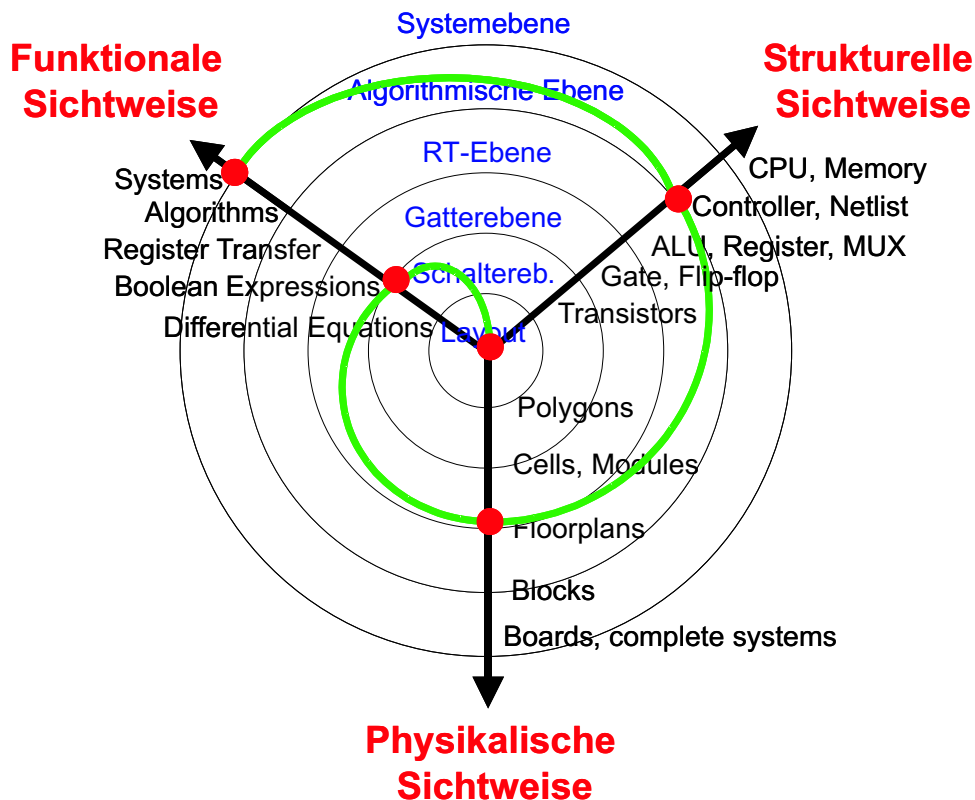 Systemebene
Funktionale
Sichtweise
Strukturelle
Sichtweise
Algorithmische Ebene
RT-Ebene
Gatterebene
Schaltereb.
Layout
Systems
Algorithms
Register Transfer
Boolean Expressions
Differential Equations
CPU, Memory
Controller, Netlist
ALU, Register, MUX
Gate, Flip-flop
Transistors
Polygons
Cells, Modules
Floorplans
Blocks
Boards, complete systems
Physikalische
Sichtweise